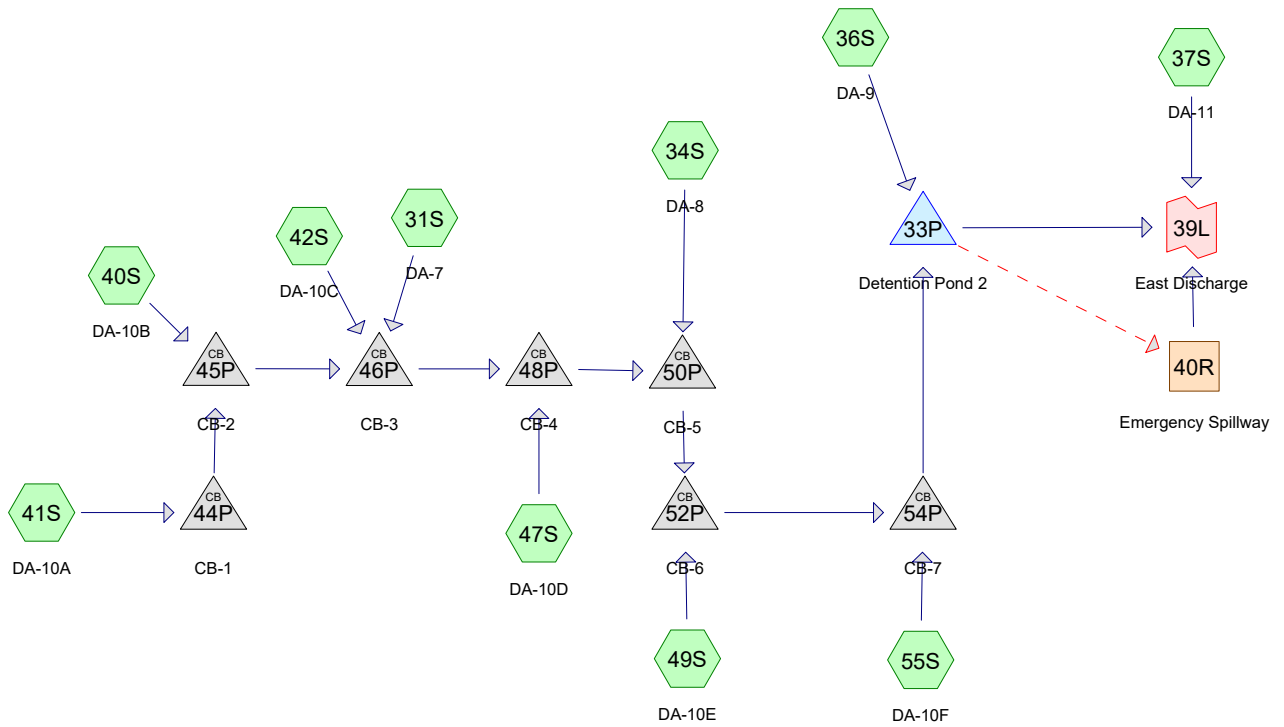 36S
DA-9
37S
DA-11
34S
DA-8
31S
DA-7
42S
DA-10C
40S
DA-10B
33P
Detention Pond 2
39L
East Discharge
CB
45P
CB-2
CB
46P
CB-3
CB
48P
CB-4
CB
50P
CB-5
40R
Emergency Spillway
41S
DA-10A
CB
44P
CB-1
47S
DA-10D
CB
52P
CB-6
CB
54P
CB-7
49S
DA-10E
55S
DA-10F